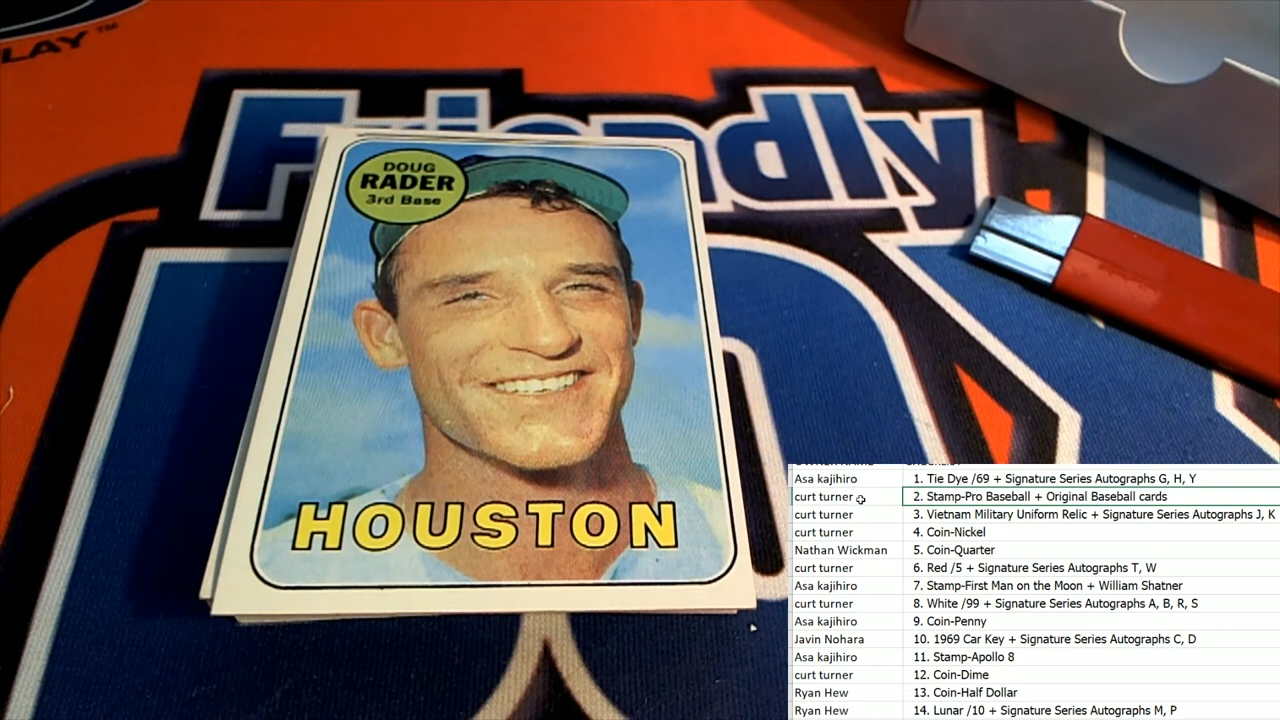 LAY™
Friendly
DOUG
RADER
3rd Base
HOUSTON
Asa kajihiro 1. Tie Dye /69 + Signature Series Autographs G, H, Y
curt turner 2. Stamp-Pro Baseball + Original Baseball cards
curt turner 3. Vietnam Military Uniform Relic + Signature Series Autographs J, K
curt turner 4. Coin-Nickel
Nathan Wickman 5. Coin-Quarter
curt turner 6. Red /5 + Signature Series Autographs T, W
Asa kajihiro 7. Stamp-First Man on the Moon + William Shatner
curt turner 8. White /99 + Signature Series Autographs A, B, R, S
Asa kajihiro 9. Coin-Penny
Javin Nohara 10. 1969 Car Key + Signature Series Autographs C, D
Asa kajihiro 11. Stamp-Apollo 8
curt turner 12. Coin-Dime
Ryan Hew 13. Coin-Half Dollar
Ryan Hew 14. Lunar /10 + Signature Series Autographs M, P